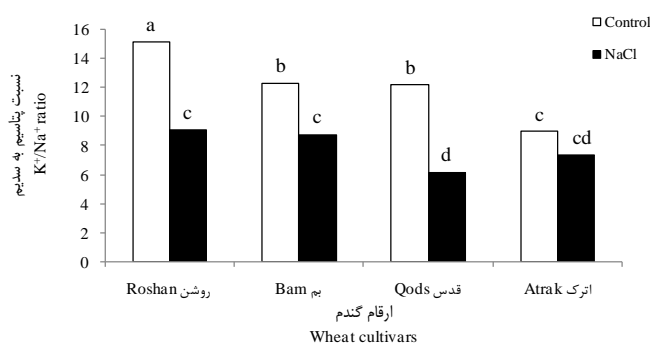 16
14
12
10
8
6
4
2
0
نسبت پتاسیم به سدیم
K+/Na+ ratio
Control
NaCl
a
c
b
c
b
d
c
cd
Roshan روشن
Bam بم
Qods قدس
Atrak اترک
ارقام گندم
Wheat cultivars